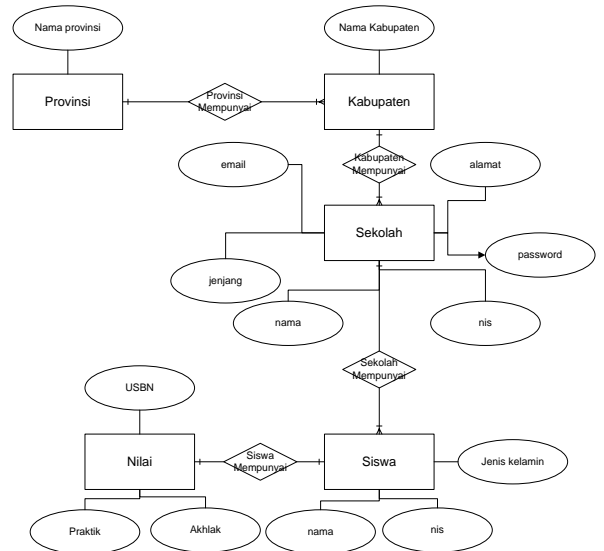 Nama provinsi
Nama Kabupaten
Provinsi
Provinsi
Mempunyai
Kabupaten
email
Kabupaten
Mempunyai
alamat
Sekolah
password
jenjang
nama
nis
Sekolah
Mempunyai
USBN
Nilai
Siswa
Mempunyai
Siswa
Jenis kelamin
Praktik
Akhlak
nama
nis